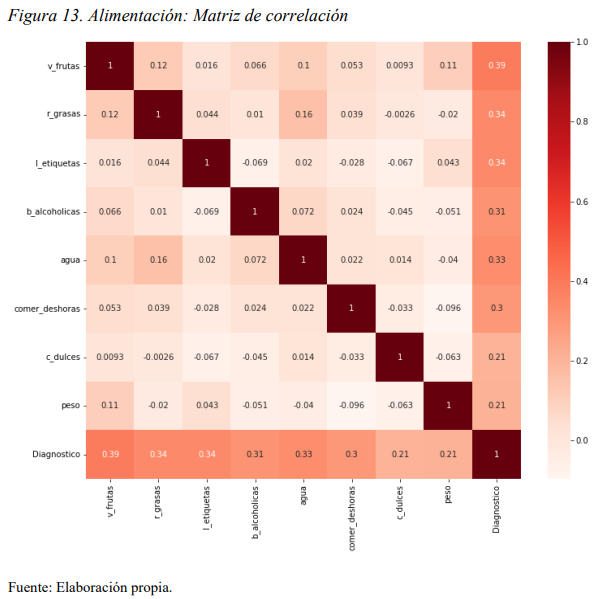 Figura 13. Alimentación: Matriz de correlación
v_frutas 1 0.12 0.016 0.066 0.1 0.053 0.0093 0.11 0.39
r_grasas 0.12 1 0.044 0.01 0.16 0.039 -0.0026 -0.02 0.34
l_etiquetas 0.016 0.044 1 -0.069 0.02 -0.028 -0.067 0.043 0.34
b_alcoholicas 0.066 0.01 -0.069 1 0.072 0.024 -0.045 -0.051 0.31
agua 0.1 0.16 0.02 0.072 1 0.022 0.014 -0.04 0.33
comer_deshoras 0.053 0.039 -0.028 0.024 0.022 1 -0.033 -0.096 0.3
c_dulces 0.0093 -0.0026 -0.067 -0.045 0.014 -0.033 1 -0.063 0.21
peso 0.11 -0.02 0.043 -0.051 -0.04 -0.096 -0.063 1 0.21
Diagnostico 0.39 0.34 0.34 0.31 0.33 0.3 0.21 0.21 1
v_frutas r_grasas l_etiquetas b_alcoholicas agua comer_deshoras c_dulces peso Diagnostico
1.0
0.8
0.6
0.4
0.2
0.0
Fuente: Elaboración propia.